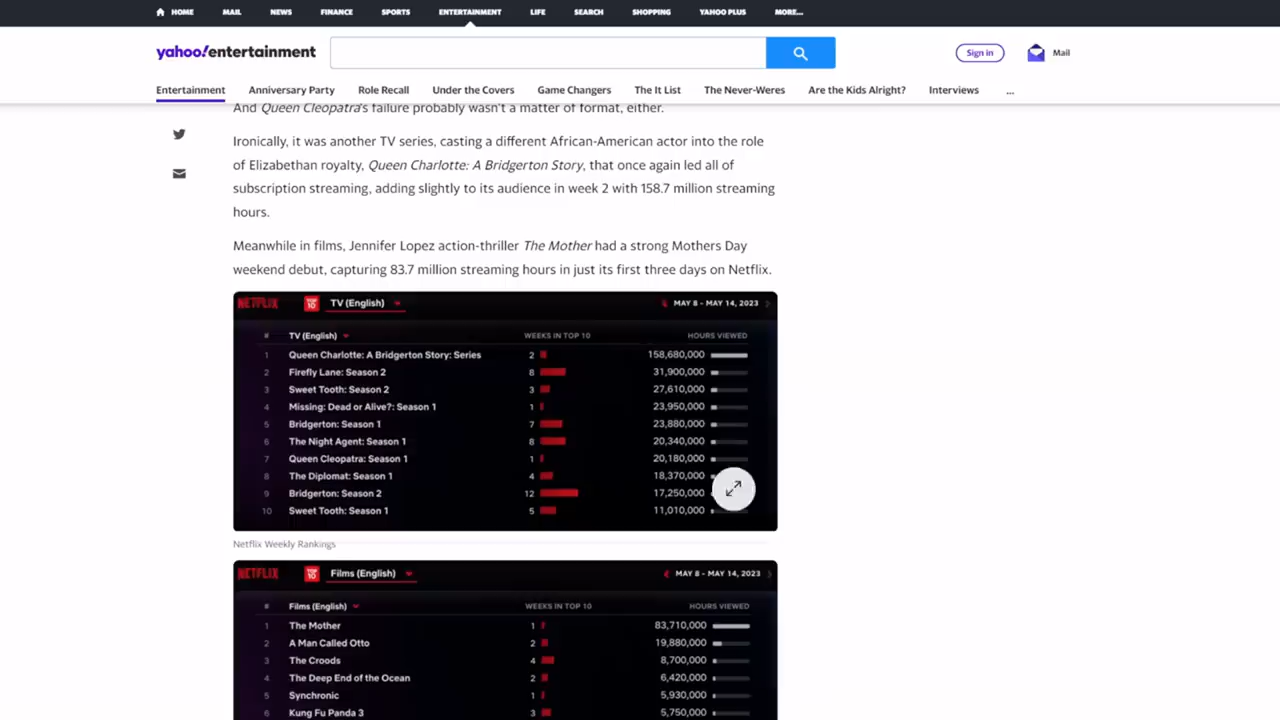 HOME MAIL NEWS FINANCE SPORTS ENTERTAINMENT LIFE SEARCH SHOPPING YAHOO PLUS MORE...
yahoo!entertainment
Sign in
Mail
Entertainment Anniversary Party Role Recall Under the Covers Game Changers The It List The Never-Weres Are the Kids Alright? Interviews ...
And Queen Cleopatra's failure probably wasn't a matter of format, either.
Ironically, it was another TV series, casting a different African-American actor into the role
of Elizabethan royalty, Queen Charlotte: A Bridgerton Story, that once again led all of
subscription streaming, adding slightly to its audience in week 2 with 158.7 million streaming
hours.
Meanwhile in films, Jennifer Lopez action-thriller The Mother had a strong Mothers Day
weekend debut, capturing 83.7 million streaming hours in just its first three days on Netflix.
NETFLIX TOP 10 TV (English) MAY 8 - MAY 14, 2023
# TV (English) WEEKS IN TOP 10 HOURS VIEWED
1 Queen Charlotte: A Bridgerton Story: Series 2 158,680,000
2 Firefly Lane: Season 2 8 31,900,000
3 Sweet Tooth: Season 2 3 27,610,000
4 Missing: Dead or Alive?: Season 1 1 23,950,000
5 Bridgerton: Season 1 7 23,880,000
6 The Night Agent: Season 1 8 20,340,000
7 Queen Cleopatra: Season 1 1 20,180,000
8 The Diplomat: Season 1 4 18,370,000
9 Bridgerton: Season 2 12 17,250,000
10 Sweet Tooth: Season 1 5 11,010,000
Netflix Weekly Rankings
NETFLIX TOP 10 Films (English) MAY 8 - MAY 14, 2023
# Films (English) WEEKS IN TOP 10 HOURS VIEWED
1 The Mother 1 83,710,000
2 A Man Called Otto 2 19,880,000
3 The Croods 4 8,700,000
4 The Deep End of the Ocean 2 6,420,000
5 Synchronic 1 5,930,000
6 Kung Fu Panda 3 3 5,750,000